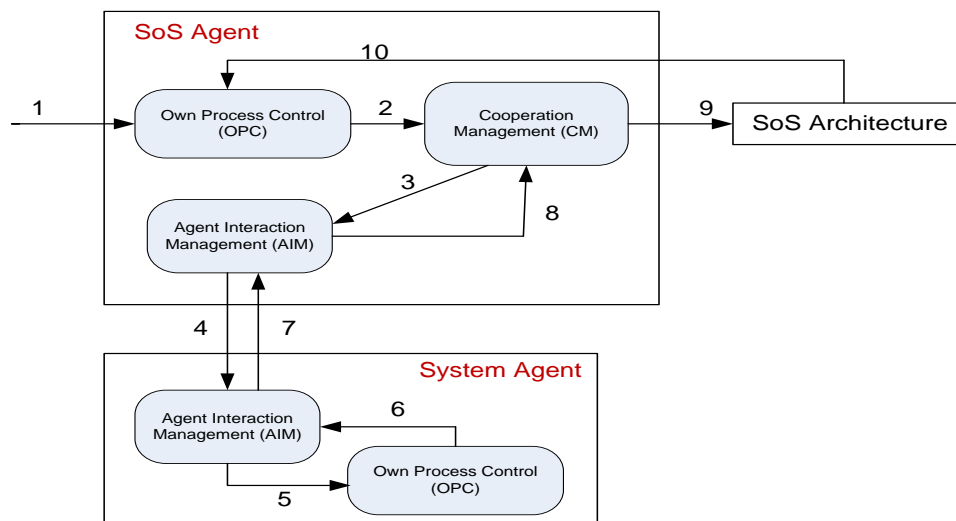 SoS Agent
10
1
Own Process Control
(OPC)
2
Cooperation
Management (CM)
9
SoS Architecture
3
8
Agent Interaction
Management (AIM)
4
7
System Agent
Agent Interaction
Management (AIM)
6
Own Process Control
(OPC)
5